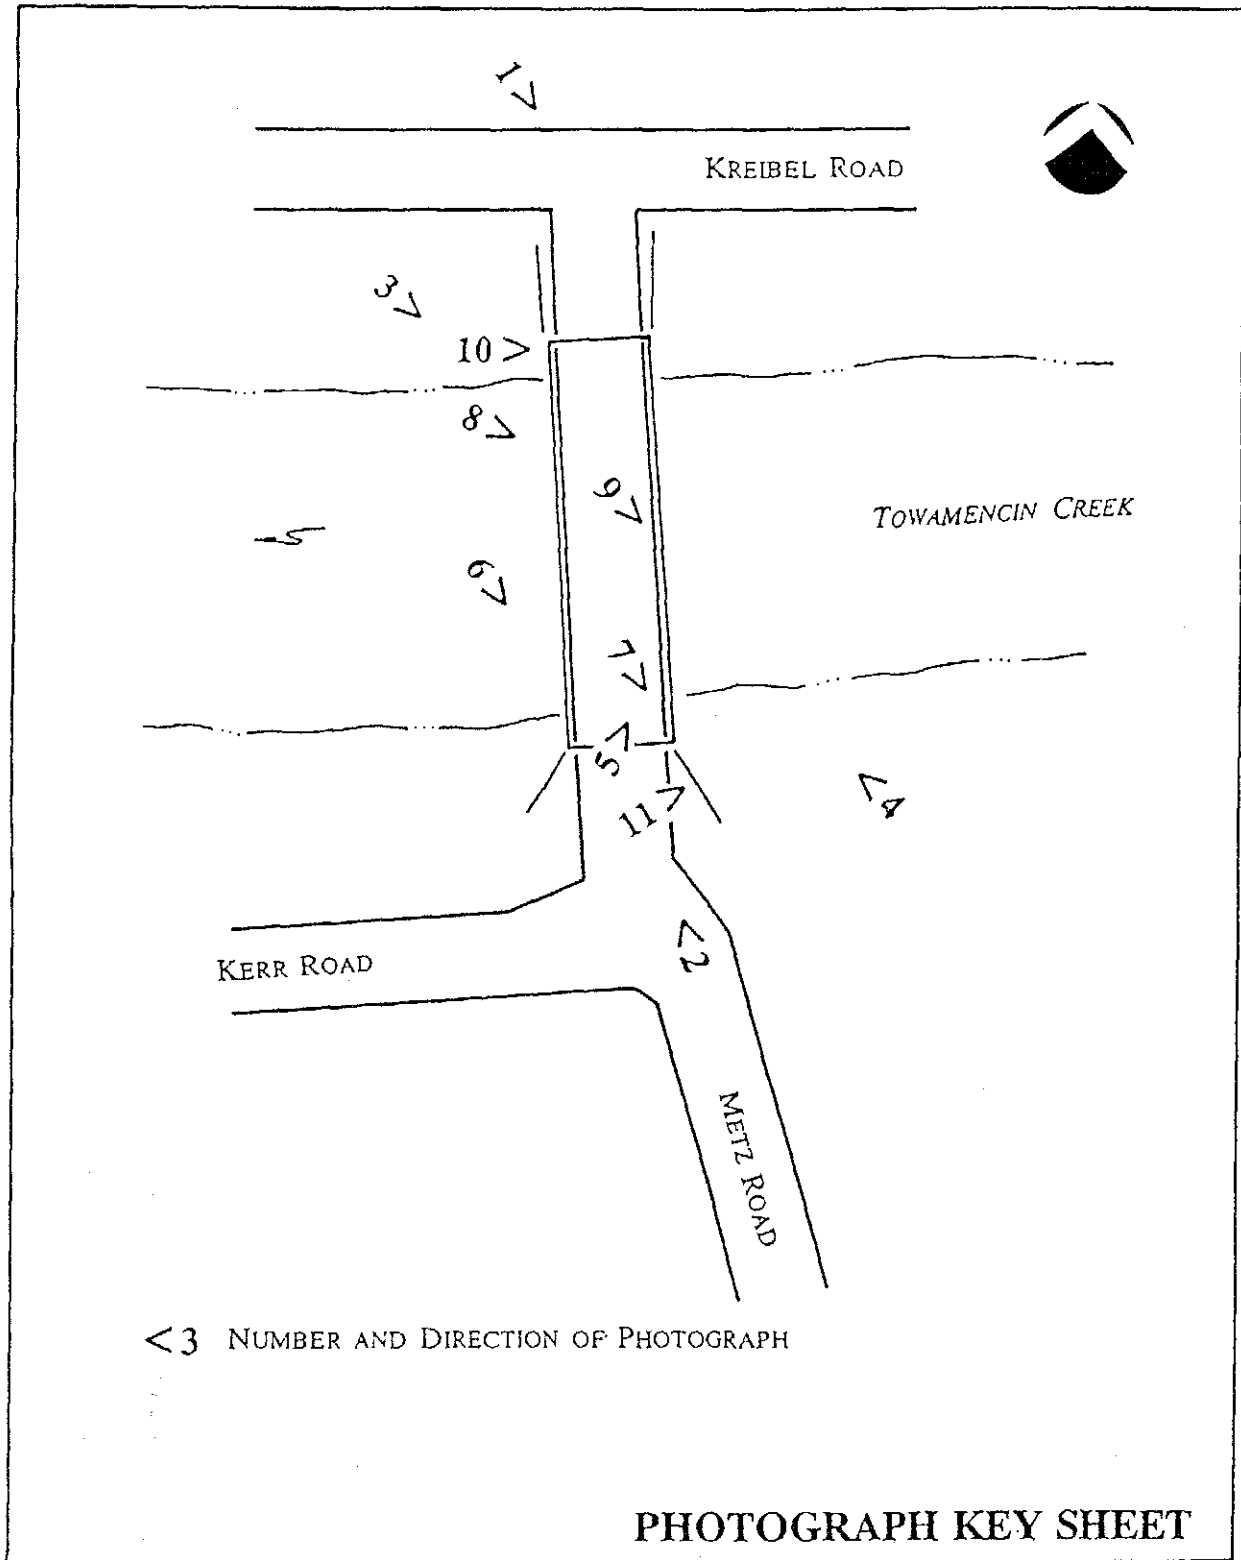 1 >
KREIBEL ROAD
3 >
10 >
8 >
9 >
TOWAMENCIN CREEK
6 >
7 >
5 >
< 4
11 >
< 2
KERR ROAD
METZ ROAD
< 3 NUMBER AND DIRECTION OF PHOTOGRAPH
PHOTOGRAPH KEY SHEET